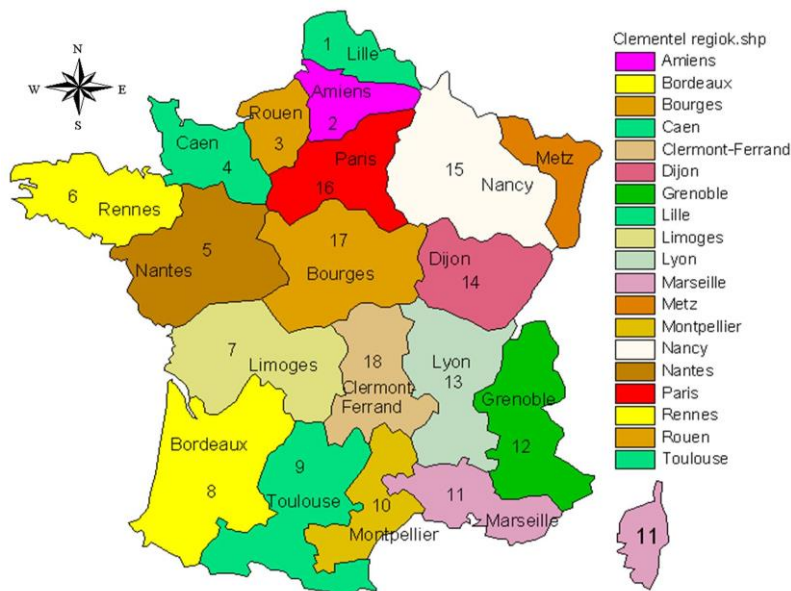 N
W E
S
1
Lille
Amiens
2
Rouen
3
Caen
4
Paris
16
15
Nancy
Metz
6
Rennes
5
Nantes
17
Bourges
Dijon
14
7
Limoges
18
Clermont-
Ferrand
Lyon
13
Grenoble
12
Bordeaux
8
9
Toulouse
10
Montpellier
11
Marseille
11
Clementel regiok.shp
Amiens
Bordeaux
Bourges
Caen
Clermont-Ferrand
Dijon
Grenoble
Lille
Limoges
Lyon
Marseille
Metz
Montpellier
Nancy
Nantes
Paris
Rennes
Rouen
Toulouse